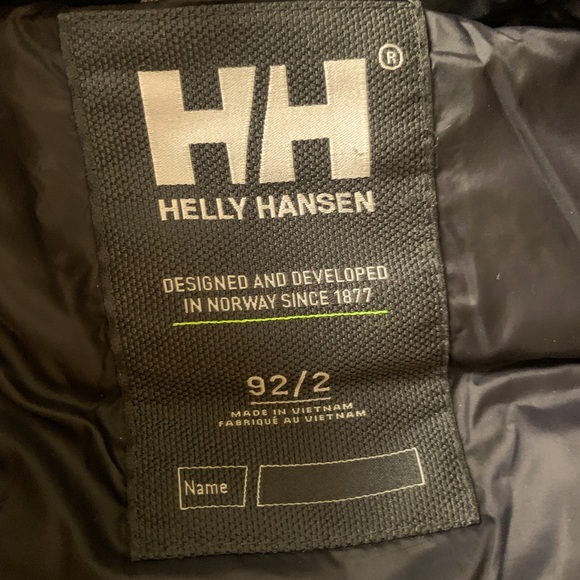 HH®
HELLY HANSEN
DESIGNED AND DEVELOPED
IN NORWAY SINCE 1877
92/2
MADE IN VIETNAM
FABRIQUÉ AU VIETNAM
Name